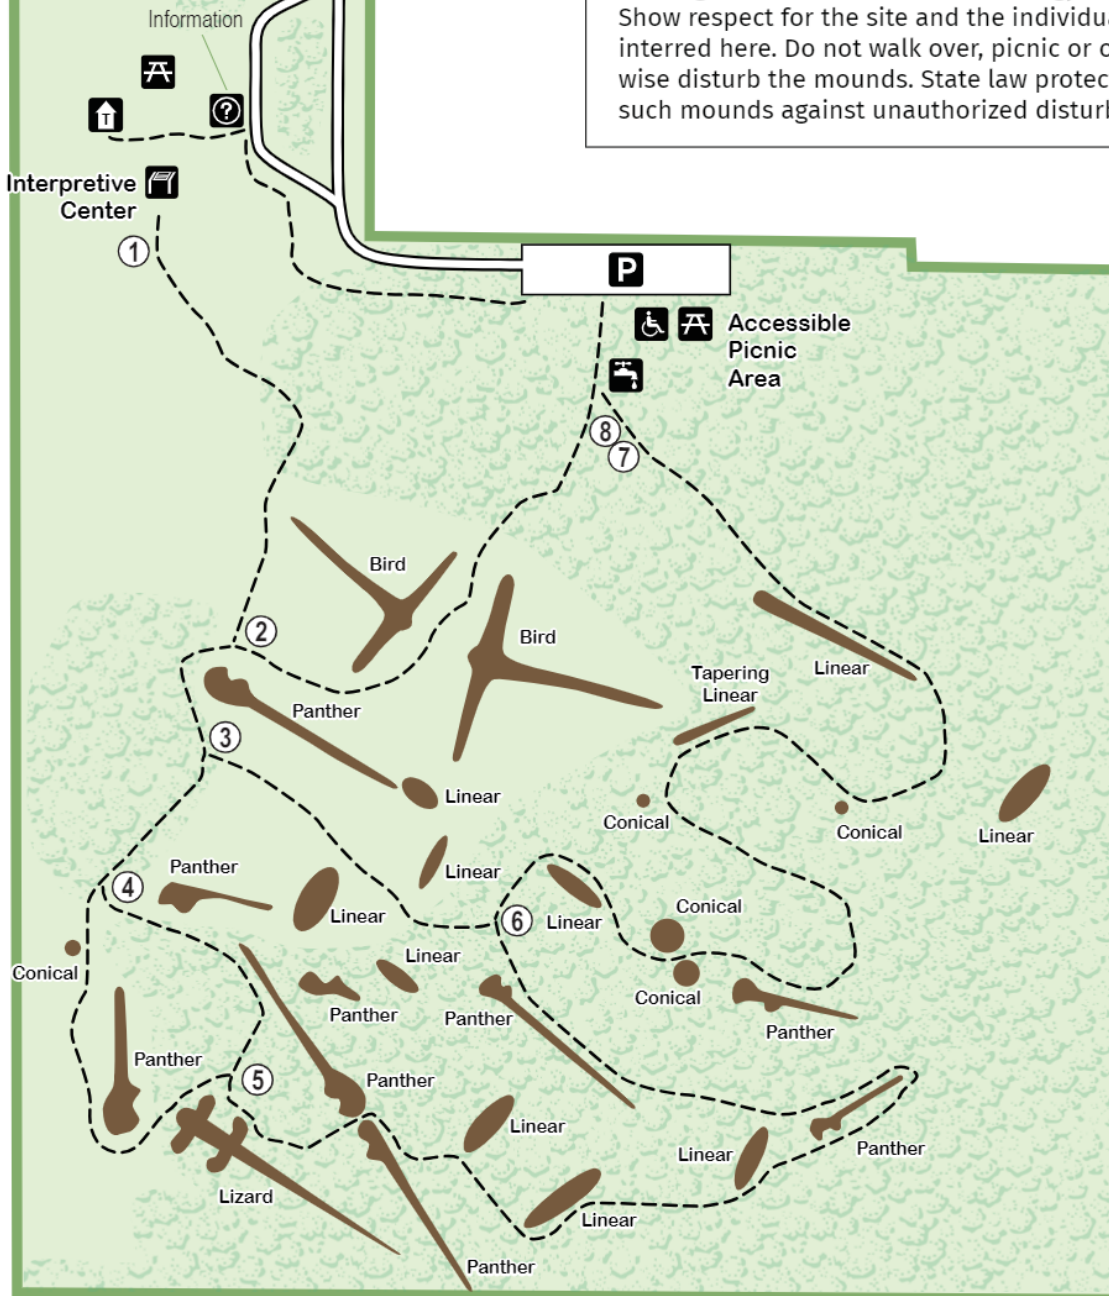 Information
Show respect for the site and the individua
interred here. Do not walk over, picnic or o
wise disturb the mounds. State law protec
such mounds against unauthorized disturb
?
T
Interpretive
Center
1
P
Accessible
Picnic
Area
8
7
Bird
2
Bird
Linear
Tapering
Linear
Panther
3
Linear
Conical
Conical
Linear
Panther
4
Linear
Linear
Conical
6
Linear
Linear
Conical
Panther
Panther
Conical
Panther
Panther
5
Panther
Linear
Linear
Panther
Lizard
Linear
Panther